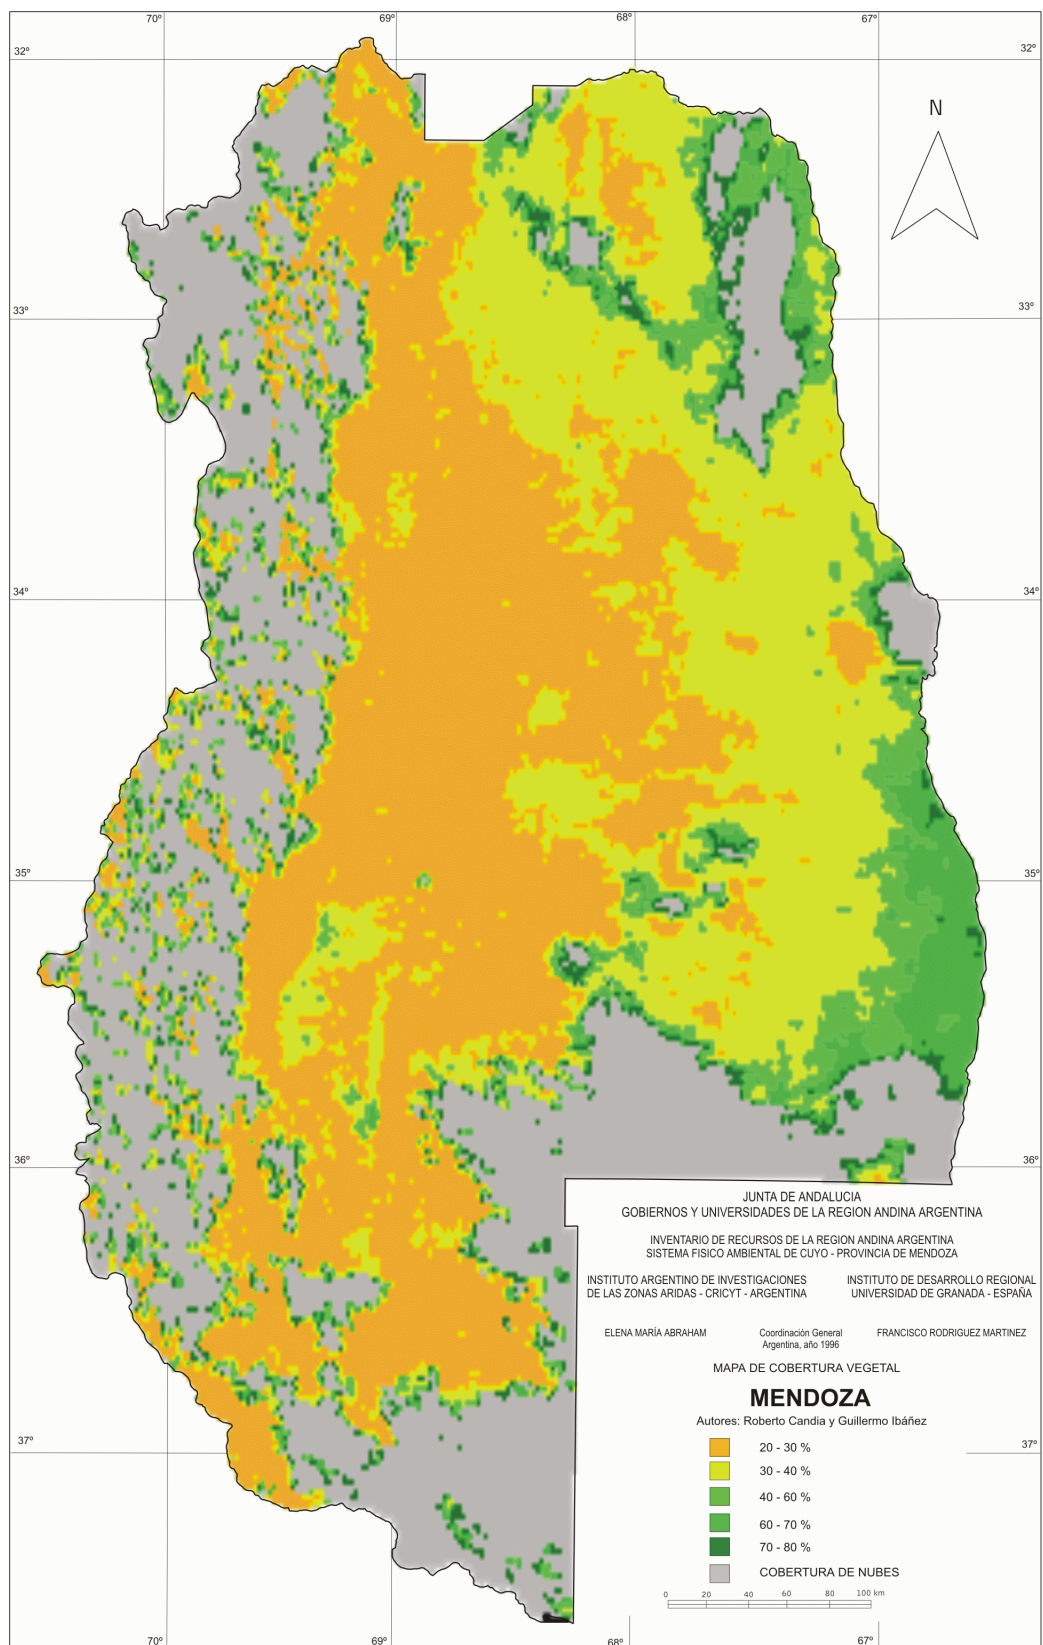 70º 69º 68º 67º
32º 32º
N
33º 33º
34º 34º
35º 35º
36º 36º
JUNTA DE ANDALUCIA
GOBIERNOS Y UNIVERSIDADES DE LA REGION ANDINA ARGENTINA
INVENTARIO DE RECURSOS DE LA REGION ANDINA ARGENTINA
SISTEMA FISICO AMBIENTAL DE CUYO - PROVINCIA DE MENDOZA
INSTITUTO ARGENTINO DE INVESTIGACIONES
DE LAS ZONAS ARIDAS - CRICYT - ARGENTINA
INSTITUTO DE DESARROLLO REGIONAL
UNIVERSIDAD DE GRANADA - ESPAÑA
ELENA MARÍA ABRAHAM
Coordinación General
Argentina, año 1996
FRANCISCO RODRIGUEZ MARTINEZ
MAPA DE COBERTURA VEGETAL
MENDOZA
Autores: Roberto Candia y Guillermo Ibáñez
37º 37º
20 - 30 %
30 - 40 %
40 - 60 %
60 - 70 %
70 - 80 %
COBERTURA DE NUBES
0 20 40 60 80 100 km
70º 69º 68º 67º